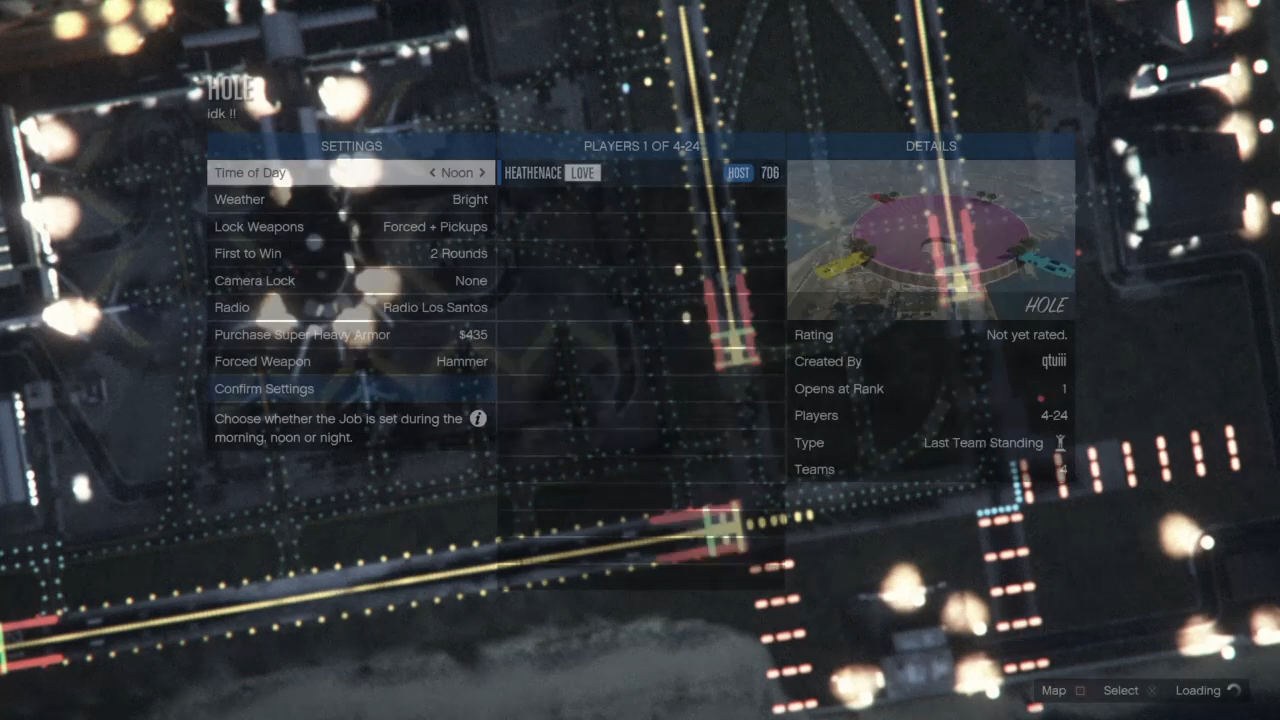 HOLE
idk !!
SETTINGS
Time of Day < Noon >
Weather Bright
Lock Weapons Forced + Pickups
First to Win 2 Rounds
Camera Lock None
Radio Radio Los Santos
Purchase Super Heavy Armor $435
Forced Weapon Hammer
Confirm Settings
Choose whether the Job is set during the
morning, noon or night.
PLAYERS 1 OF 4-24
HEATHENACE LOVE HOST 706
DETAILS
HOLE
Rating Not yet rated.
Created By qtuiii
Opens at Rank 1
Players 4-24
Type Last Team Standing
Teams 4
Map Select Loading